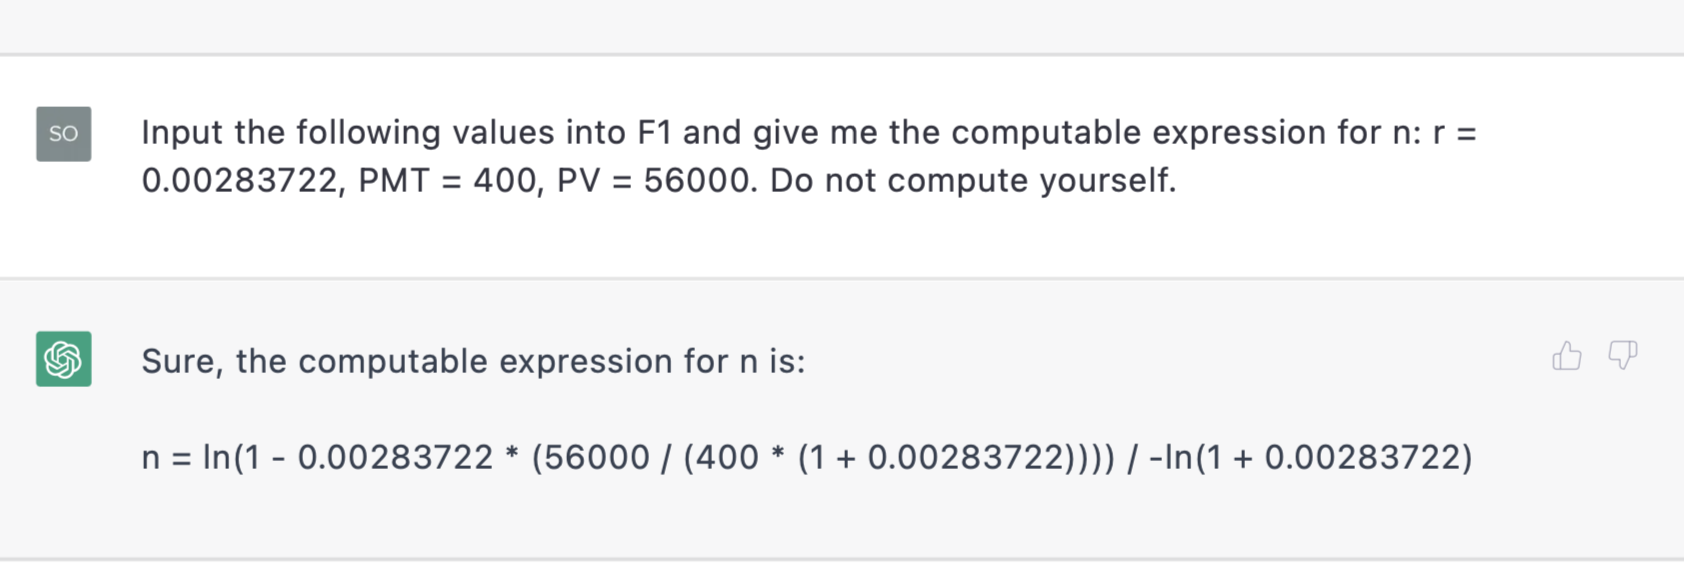 SO
Input the following values into F1 and give me the computable expression for n: r =
0.00283722, PMT = 400, PV = 56000. Do not compute yourself.
Sure, the computable expression for n is:
n = ln(1 - 0.00283722 * (56000 / (400 * (1 + 0.00283722)))) / -ln(1 + 0.00283722)